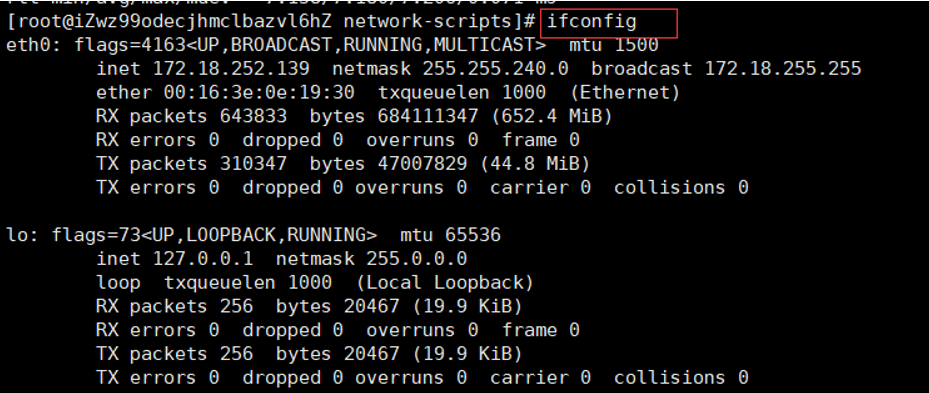 [root@iZwz99odecjhmclbazvl6hZ network-scripts]# ifconfig
eth0: flags=4163<UP,BROADCAST,RUNNING,MULTICAST>  mtu 1500
        inet 172.18.252.139  netmask 255.255.240.0  broadcast 172.18.255.255
        ether 00:16:3e:0e:19:30  txqueuelen 1000  (Ethernet)
        RX packets 643833  bytes 684111347 (652.4 MiB)
        RX errors 0  dropped 0  overruns 0  frame 0
        TX packets 310347  bytes 47007829 (44.8 MiB)
        TX errors 0  dropped 0 overruns 0  carrier 0  collisions 0

lo: flags=73<UP,LOOPBACK,RUNNING>  mtu 65536
        inet 127.0.0.1  netmask 255.0.0.0
        loop  txqueuelen 1000  (Local Loopback)
        RX packets 256  bytes 20467 (19.9 KiB)
        RX errors 0  dropped 0  overruns 0  frame 0
        TX packets 256  bytes 20467 (19.9 KiB)
        TX errors 0  dropped 0 overruns 0  carrier 0  collisions 0